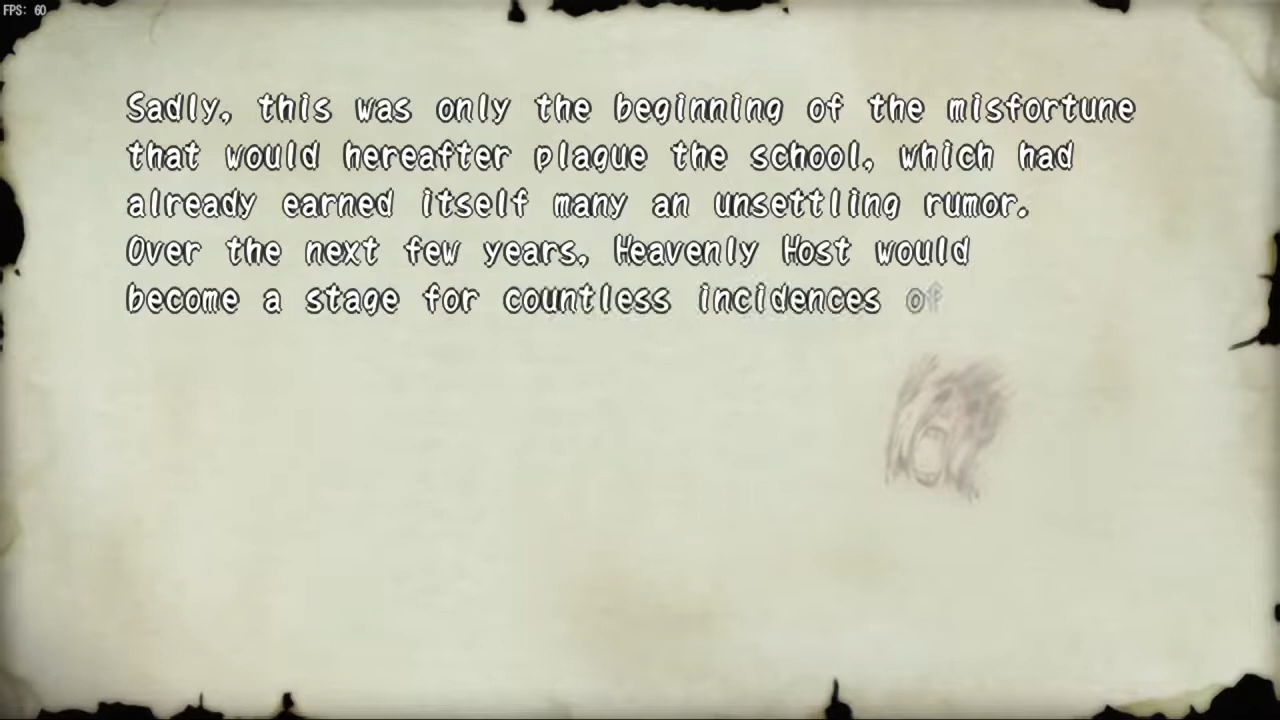 FPS: 60
Sadly, this was only the beginning of the misfortune
that would hereafter plague the school, which had
already earned itself many an unsettling rumor.
Over the next few years, Heavenly Host would
become a stage for countless incidences of